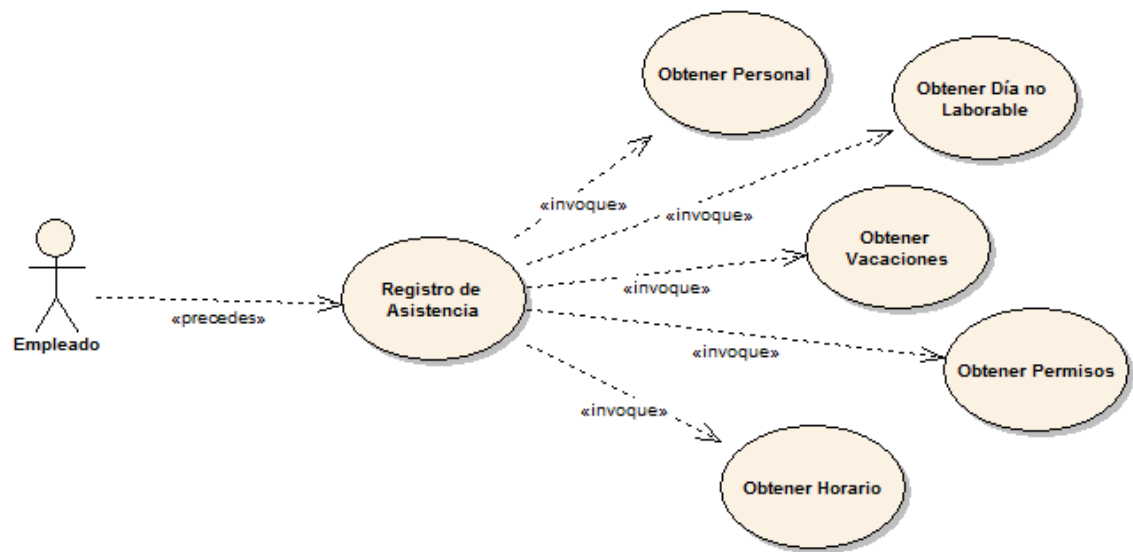 Obtener Personal
Obtener Día no
Laborable
«invoque»
«invoque»
Obtener
Vacaciones
Registro de
Asistencia
«invoque»
«precedes»
Empleado
«invoque»
Obtener Permisos
«invoque»
Obtener Horario